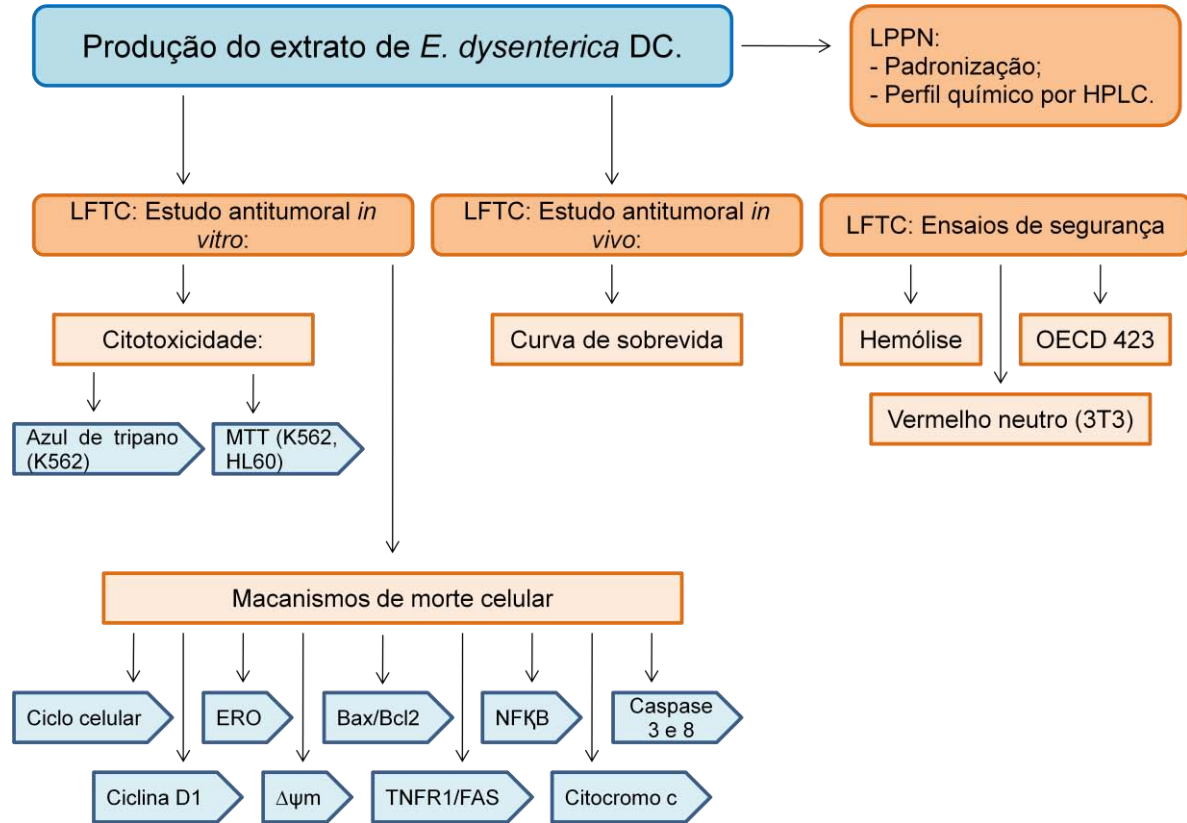 Produção do extrato de E. dysenterica DC.
LPPN:
- Padronização;
- Perfil químico por HPLC.
LFTC: Estudo antitumoral in
vitro:
LFTC: Estudo antitumoral in
vivo:
LFTC: Ensaios de segurança
Citotoxicidade:
Curva de sobrevida
Hemólise
OECD 423
Vermelho neutro (3T3)
Azul de tripano
(K562)
MTT (K562,
HL60)
Macanismos de morte celular
Ciclo celular
ERO
Bax/Bcl2
NFҚB
Caspase
3 e 8
Ciclina D1
Δψm
TNFR1/FAS
Citocromo c